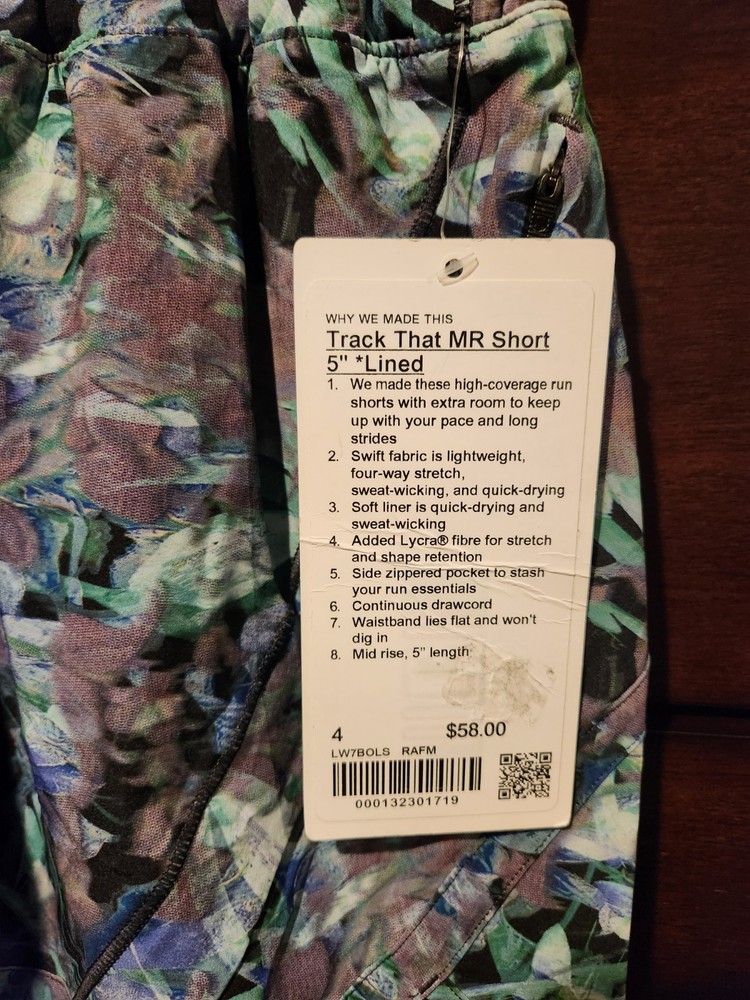 WHY WE MADE THIS
Track That MR Short
5" *Lined
1. We made these high-coverage run
shorts with extra room to keep
up with your pace and long
strides
2. Swift fabric is lightweight,
four-way stretch,
sweat-wicking, and quick-drying
3. Soft liner is quick-drying and
sweat-wicking
4. Added Lycra® fibre for stretch
and shape retention
5. Side zippered pocket to stash
your run essentials
6. Continuous drawcord
7. Waistband lies flat and won't
dig in
8. Mid rise, 5” length
4 $58.00
LW7BOLS RAFM
000132301719